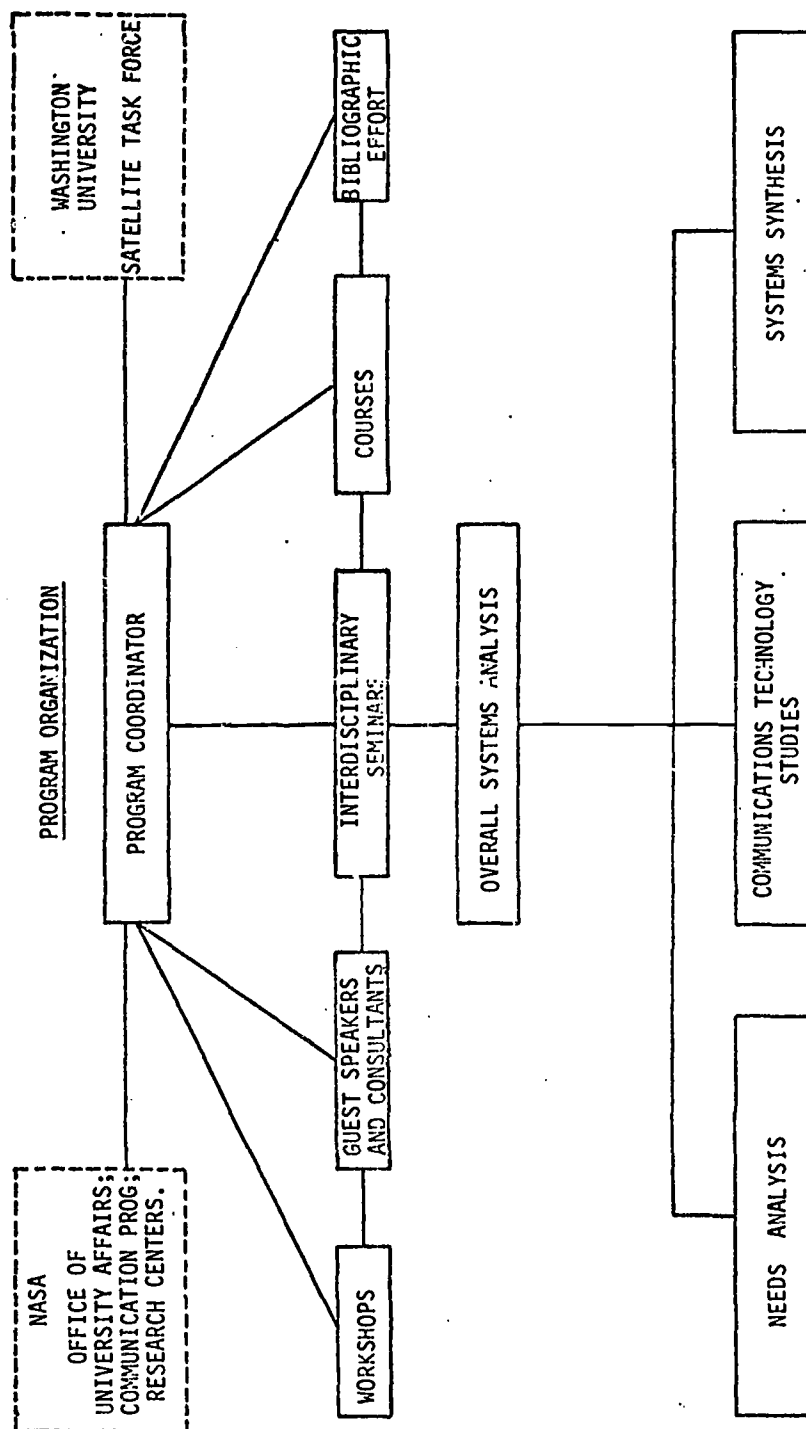 PROGRAM ORGANIZATION
NASA
OFFICE OF
UNIVERSITY AFFAIRS;
COMMUNICATION PROG;
RESEARCH CENTERS.
PROGRAM COORDINATOR
WASHINGTON
UNIVERSITY
SATELLITE TASK FORCE
WORKSHOPS
GUEST SPEAKERS
AND CONSULTANTS
INTERDISCIPLINARY
SEMINARS
COURSES
BIBLIOGRAPHIC
EFFORT
OVERALL SYSTEMS ANALYSIS
NEEDS ANALYSIS
COMMUNICATIONS TECHNOLOGY
STUDIES
SYSTEMS SYNTHESIS